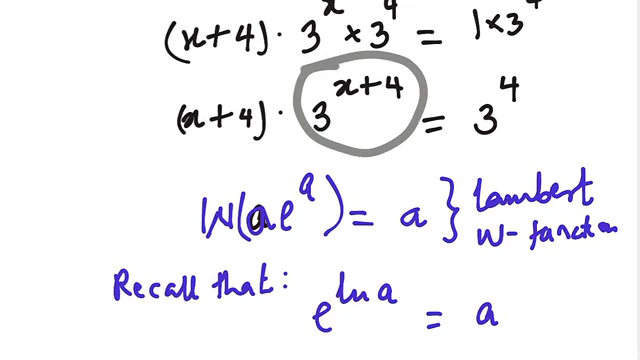 (x+4) · 3^x × 3^4 = 1×3^4
(x+4) · 3^(x+4) = 3^4
W(ae^a) = a } lambert
W-function
Recall that: e^(ln a) = a